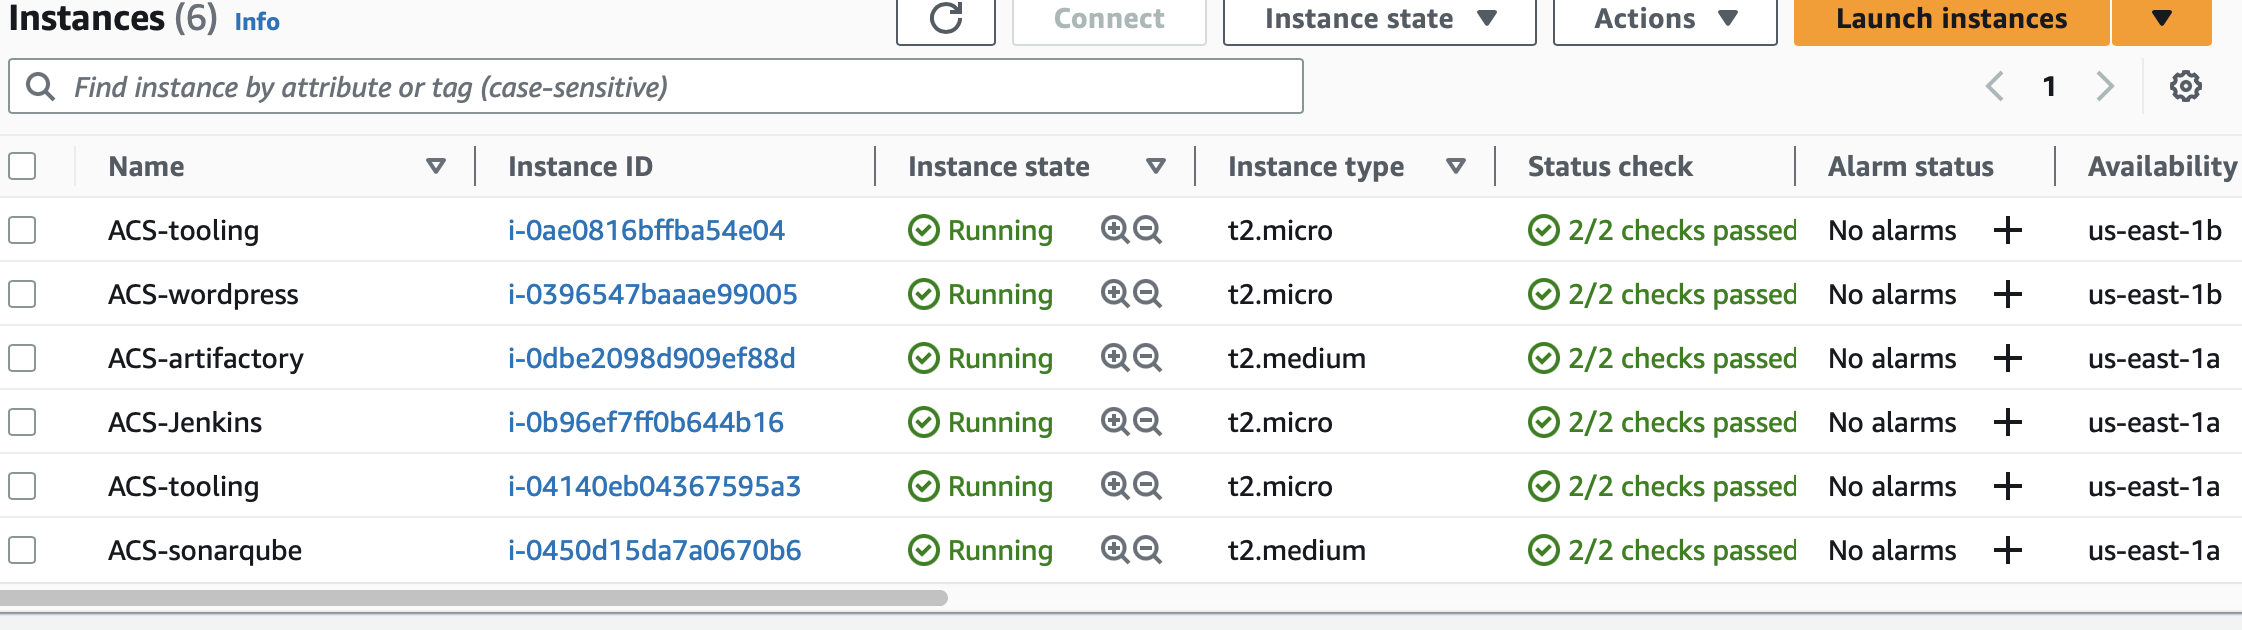 Instances (6) Info Connect Instance state Actions Launch instances
Find instance by attribute or tag (case-sensitive) 1
Name Instance ID Instance state Instance type Status check Alarm status Availability
ACS-tooling i-0ae0816bffba54e04 Running t2.micro 2/2 checks passed No alarms us-east-1b
ACS-wordpress i-0396547baaae99005 Running t2.micro 2/2 checks passed No alarms us-east-1b
ACS-artifactory i-0dbe2098d909ef88d Running t2.medium 2/2 checks passed No alarms us-east-1a
ACS-Jenkins i-0b96ef7ff0b644b16 Running t2.micro 2/2 checks passed No alarms us-east-1a
ACS-tooling i-04140eb04367595a3 Running t2.micro 2/2 checks passed No alarms us-east-1a
ACS-sonarqube i-0450d15da7a0670b6 Running t2.medium 2/2 checks passed No alarms us-east-1a